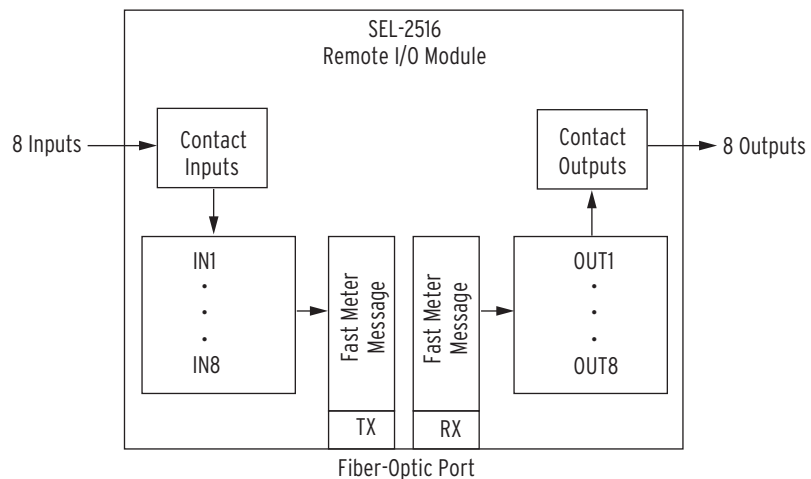 SEL-2516
Remote I/O Module
8 Inputs
Contact
Inputs
Contact
Outputs
8 Outputs
IN1
IN8
Fast Meter
Message
TX
Fast Meter
Message
RX
OUT1
OUT8
Fiber-Optic Port